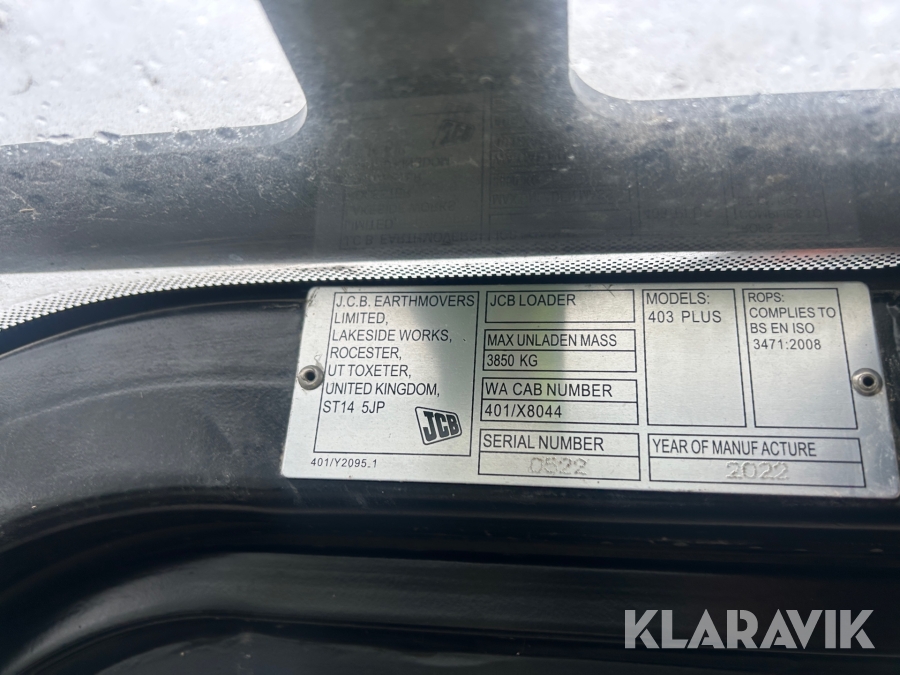 J.C.B. EARTHMOVERS
LIMITED,
LAKESIDE WORKS,
ROCESTER,
UT TOXETER,
UNITED KINGDOM,
ST14 5JP
JCB
401/Y2095.1
JCB LOADER
MAX UNLADEN MASS
3850 KG
WA CAB NUMBER
401/X8044
SERIAL NUMBER
0522
MODELS:
403 PLUS
ROPS:
COMPLIES TO
BS EN ISO
3471:2008
YEAR OF MANUFACTURE
2022
KLARAVIK